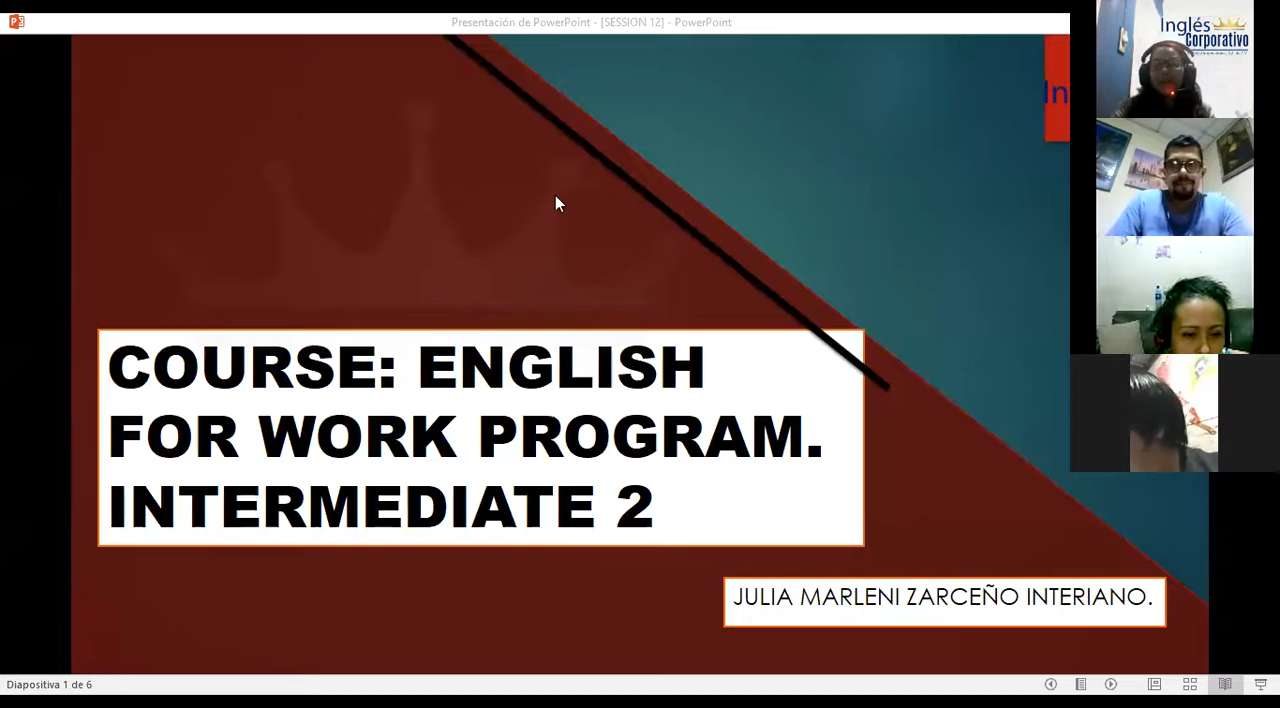 Presentación de PowerPoint - [SESSION 12] - PowerPoint
Inglés
Corporativo
In
COURSE: ENGLISH
FOR WORK PROGRAM.
INTERMEDIATE 2
JULIA MARLENI ZARCEÑO INTERIANO.
Diapositiva 1 de 6